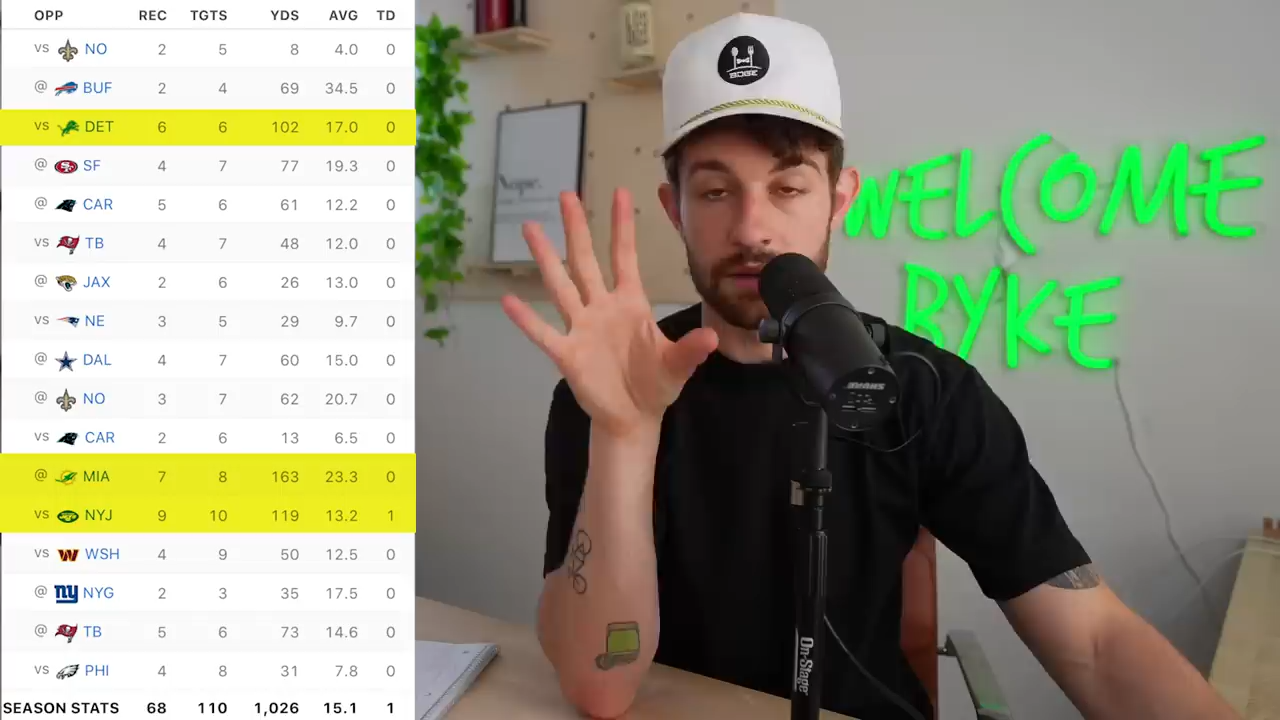 OPP REC TGTS YDS AVG TD
vs NO 2 5 8 4.0 0
@ BUF 2 4 69 34.5 0
vs DET 6 6 102 17.0 0
@ SF 4 7 77 19.3 0
@ CAR 5 6 61 12.2 0
vs TB 4 7 48 12.0 0
@ JAX 2 6 26 13.0 0
vs NE 3 5 29 9.7 0
@ DAL 4 7 60 15.0 0
@ NO 3 7 62 20.7 0
vs CAR 2 6 13 6.5 0
@ MIA 7 8 163 23.3 0
vs NYJ 9 10 119 13.2 1
vs WSH 4 9 50 12.5 0
@ NYG 2 3 35 17.5 0
@ TB 5 6 73 14.6 0
vs PHI 4 8 31 7.8 0
SEASON STATS 68 110 1,026 15.1 1
BDGE
WELCOME
BYKE
SHURE
On-Stage